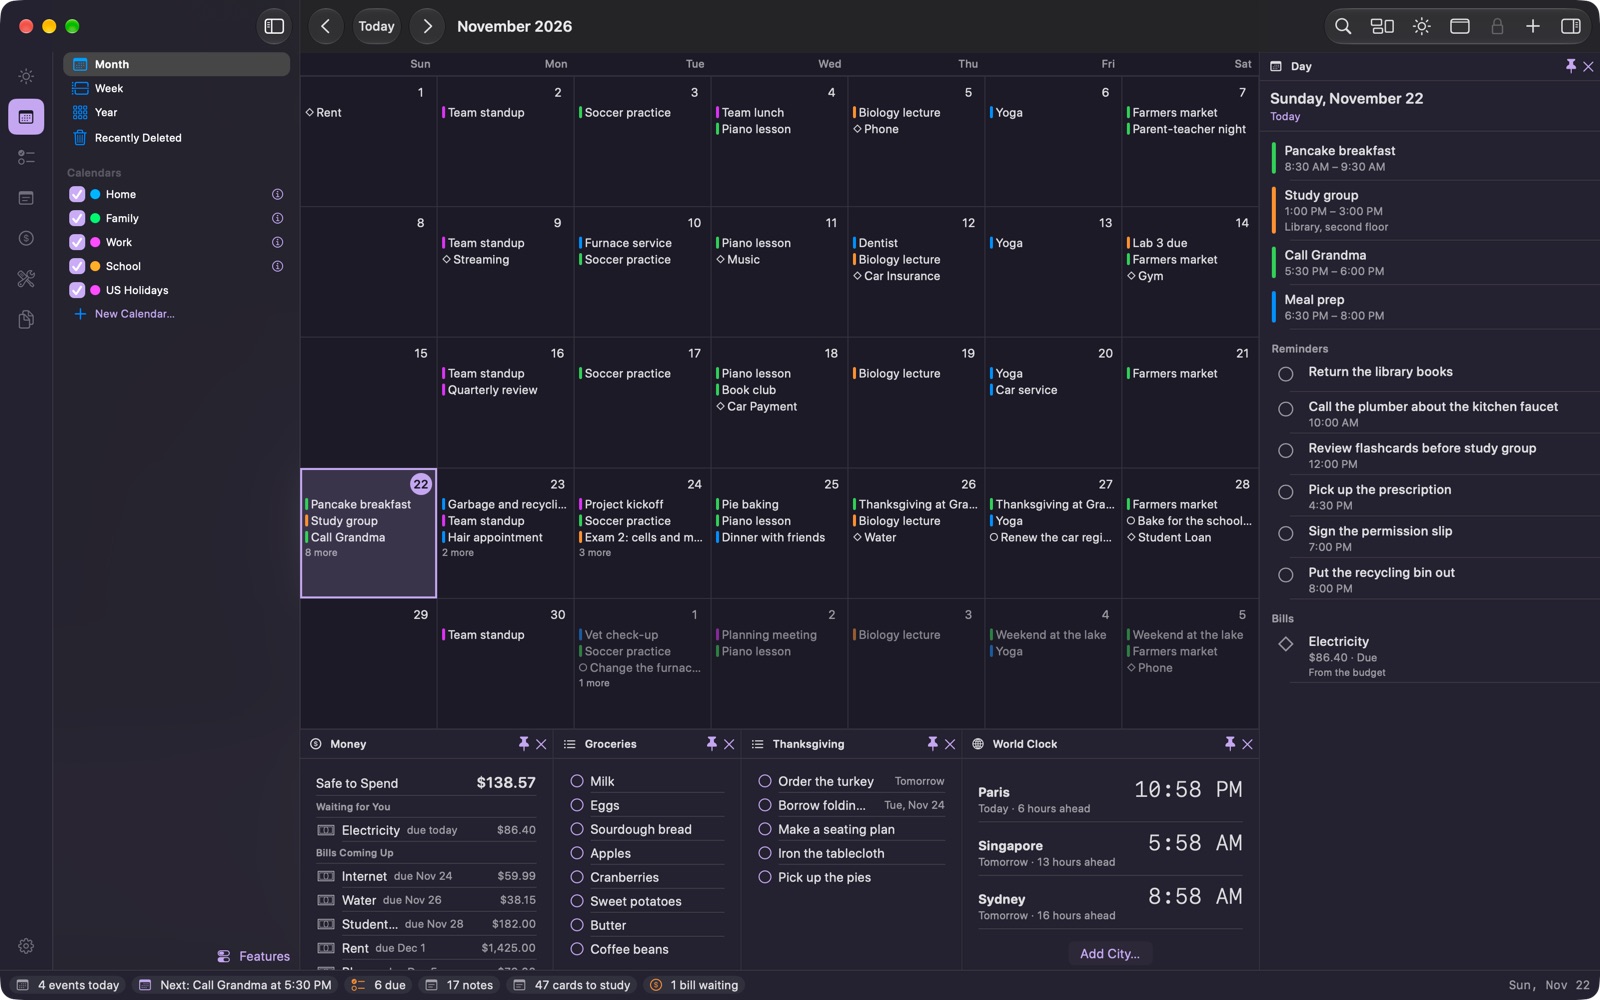 Today
November 2026
Month
Week
Year
Recently Deleted
Calendars
Home
Family
Work
School
US Holidays
New Calendar...
Features
Sun Mon Tue Wed Thu Fri Sat
1
Rent
2
Team standup
3
Soccer practice
4
Team lunch
Piano lesson
5
Biology lecture
Phone
6
Yoga
7
Farmers market
Parent-teacher night
8
9
Team standup
Streaming
10
Furnace service
Soccer practice
11
Piano lesson
Music
12
Dentist
Biology lecture
Car Insurance
13
Yoga
14
Lab 3 due
Farmers market
Gym
15
16
Team standup
Quarterly review
17
Soccer practice
18
Piano lesson
Book club
Car Payment
19
Biology lecture
20
Yoga
Car service
21
Farmers market
22
Pancake breakfast
Study group
Call Grandma
8 more
23
Garbage and recycli...
Team standup
Hair appointment
2 more
24
Project kickoff
Soccer practice
Exam 2: cells and m...
3 more
25
Pie baking
Piano lesson
Dinner with friends
26
Thanksgiving at Gra...
Biology lecture
Water
27
Thanksgiving at Gra...
Yoga
Renew the car regi...
28
Farmers market
Bake for the school...
Student Loan
29
30
Team standup
1
Vet check-up
Soccer practice
Change the furnac...
1 more
2
Planning meeting
Piano lesson
3
Biology lecture
4
Weekend at the lake
Yoga
5
Weekend at the lake
Farmers market
Phone
Day
Sunday, November 22
Today
Pancake breakfast
8:30 AM – 9:30 AM
Study group
1:00 PM – 3:00 PM
Library, second floor
Call Grandma
5:30 PM – 6:00 PM
Meal prep
6:30 PM – 8:00 PM
Reminders
Return the library books
Call the plumber about the kitchen faucet
10:00 AM
Review flashcards before study group
12:00 PM
Pick up the prescription
4:30 PM
Sign the permission slip
7:00 PM
Put the recycling bin out
8:00 PM
Bills
Electricity
$86.40 · Due
From the budget
Money
Safe to Spend $138.57
Waiting for You
Electricity due today $86.40
Bills Coming Up
Internet due Nov 24 $59.99
Water due Nov 26 $38.15
Student... due Nov 28 $182.00
Rent due Dec 1 $1,425.00
Groceries
Milk
Eggs
Sourdough bread
Apples
Cranberries
Sweet potatoes
Butter
Coffee beans
Thanksgiving
Order the turkey Tomorrow
Borrow foldin... Tue, Nov 24
Make a seating plan
Iron the tablecloth
Pick up the pies
World Clock
Paris 10:58 PM
Today · 6 hours ahead
Singapore 5:58 AM
Tomorrow · 13 hours ahead
Sydney 8:58 AM
Tomorrow · 16 hours ahead
Add City...
4 events today
Next: Call Grandma at 5:30 PM
6 due
17 notes
47 cards to study
1 bill waiting
Sun, Nov 22